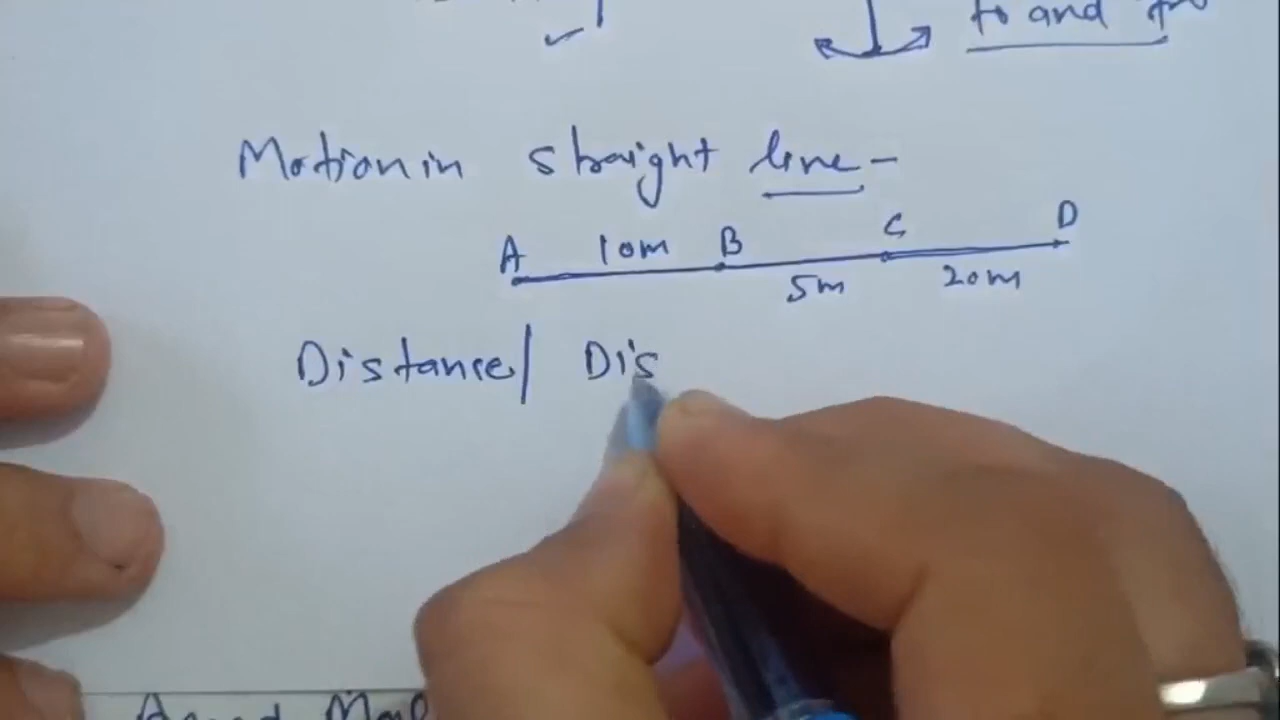 to and
Motion in straight line -
A 10m B C D
5m 20m
Distance/ Dis